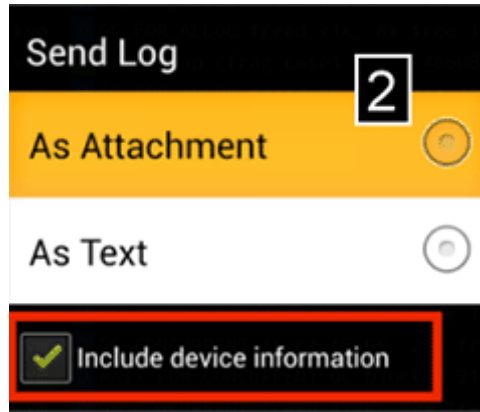 Send Log
2
As Attachment
As Text
Include device information